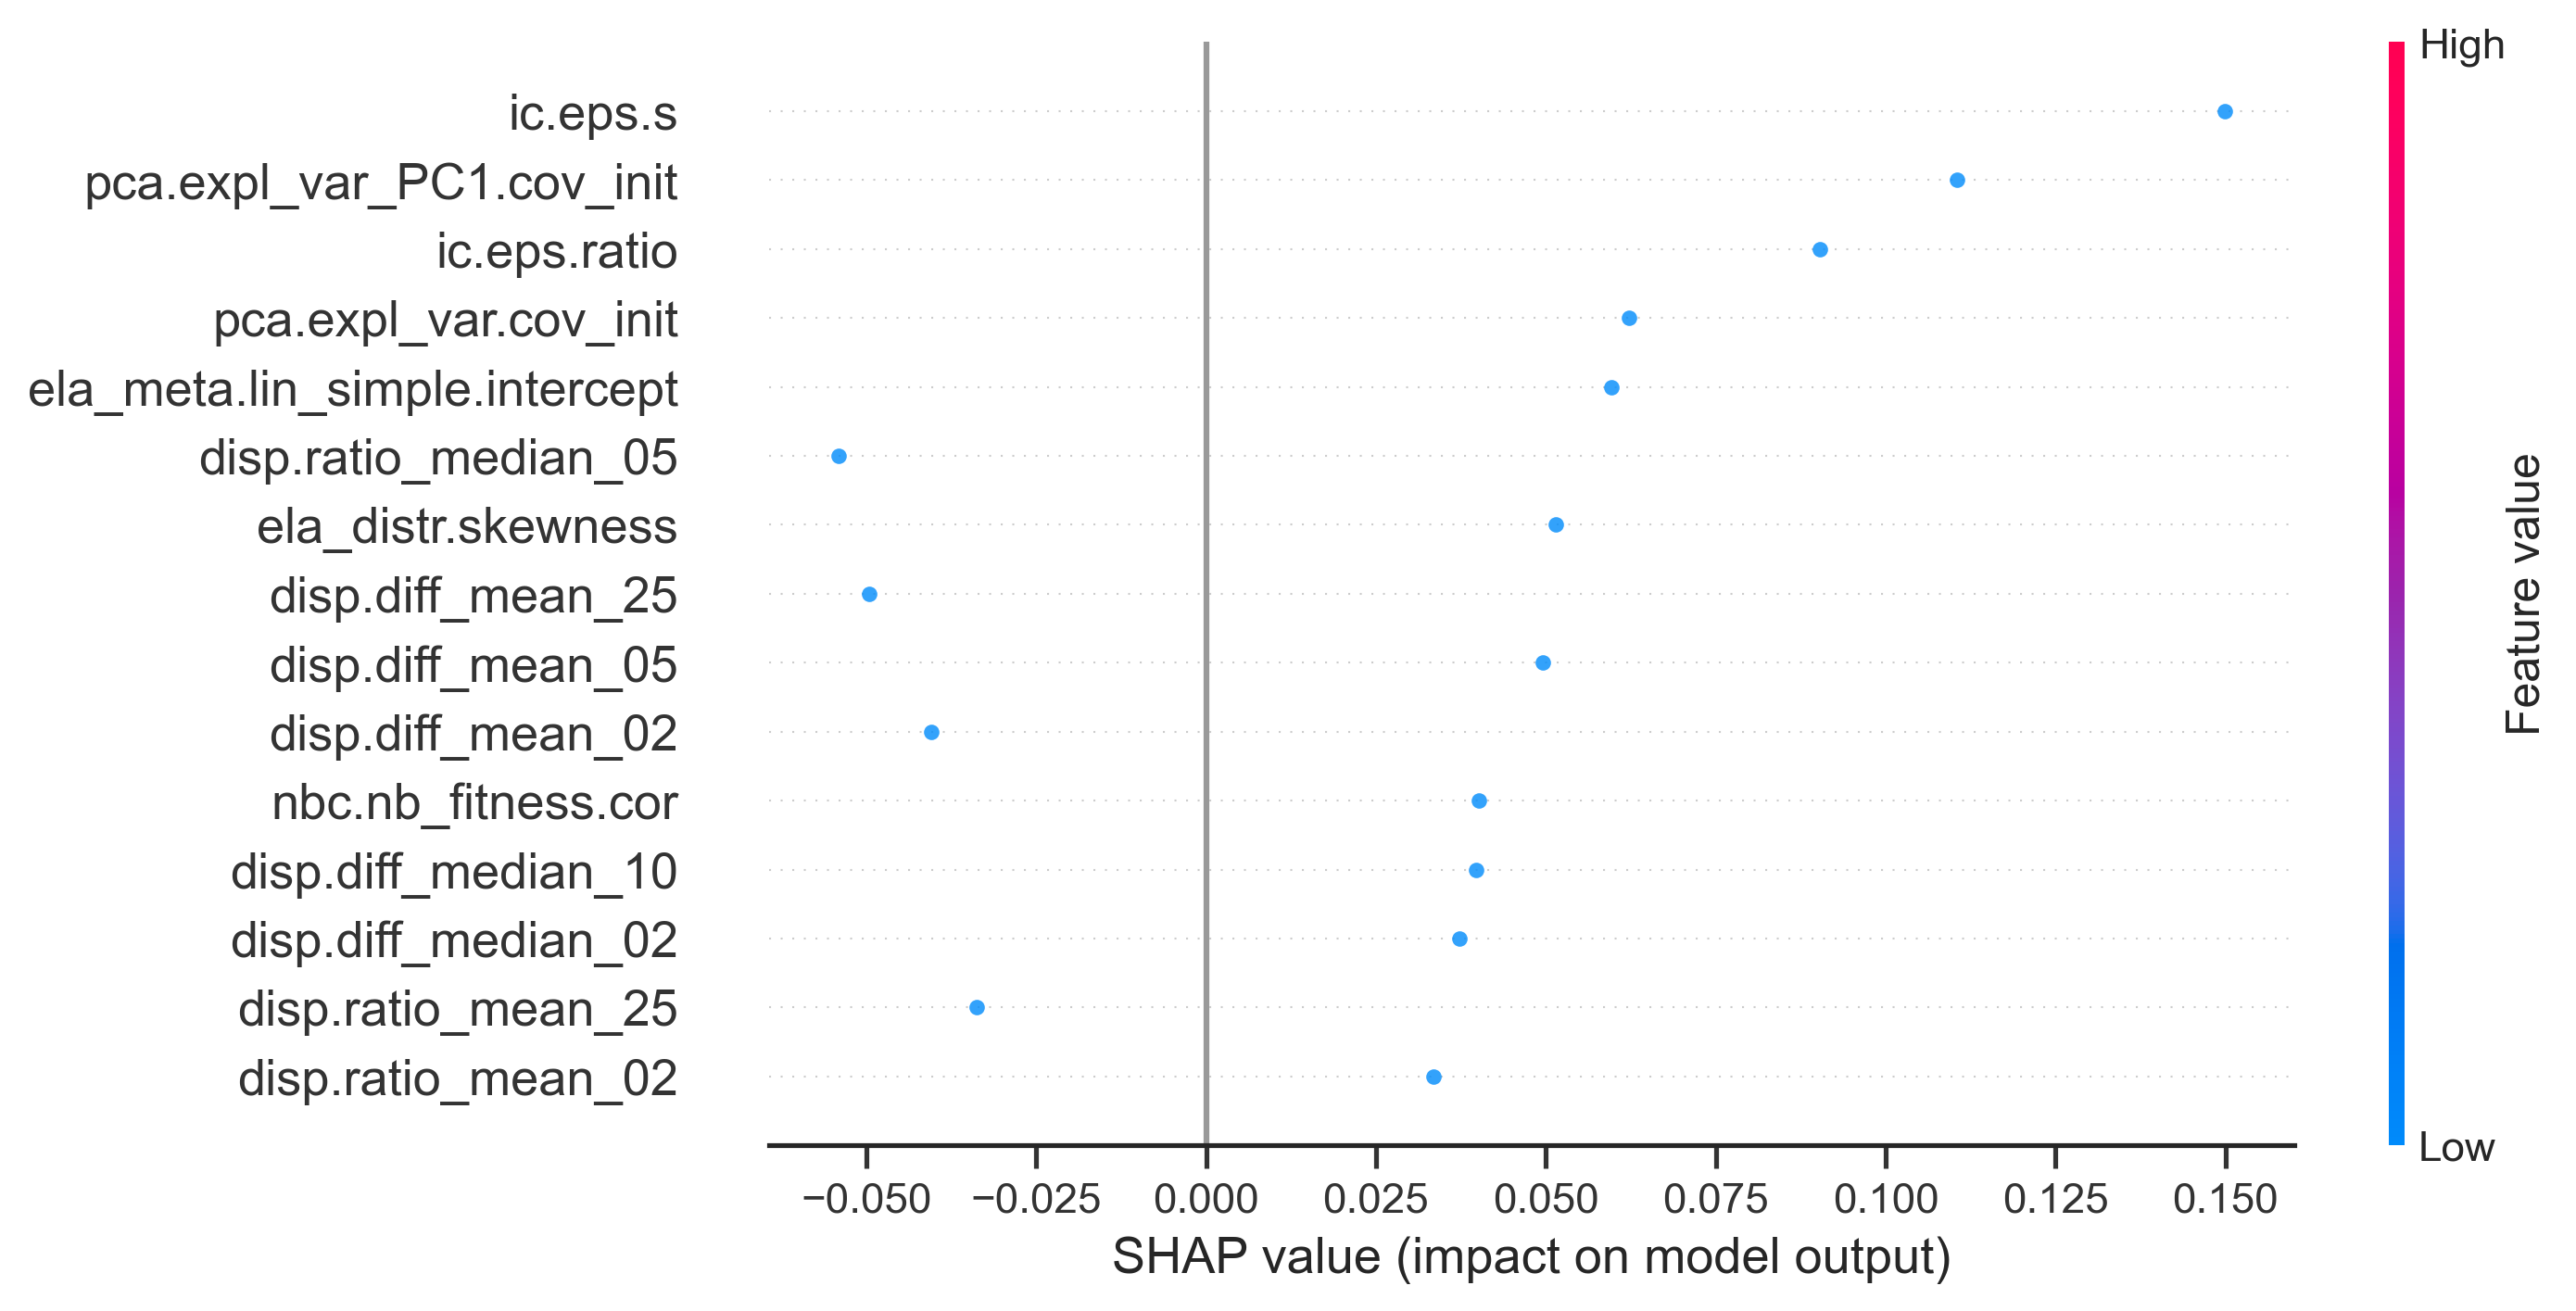 High
ic.eps.s
pca.expl_var_PC1.cov_init
ic.eps.ratio
pca.expl_var.cov_init
ela_meta.lin_simple.intercept
disp.ratio_median_05
ela_distr.skewness
disp.diff_mean_25
disp.diff_mean_05
disp.diff_mean_02
nbc.nb_fitness.cor
disp.diff_median_10
disp.diff_median_02
disp.ratio_mean_25
disp.ratio_mean_02
Feature value
Low
−0.050 −0.025 0.000 0.025 0.050 0.075 0.100 0.125 0.150
SHAP value (impact on model output)